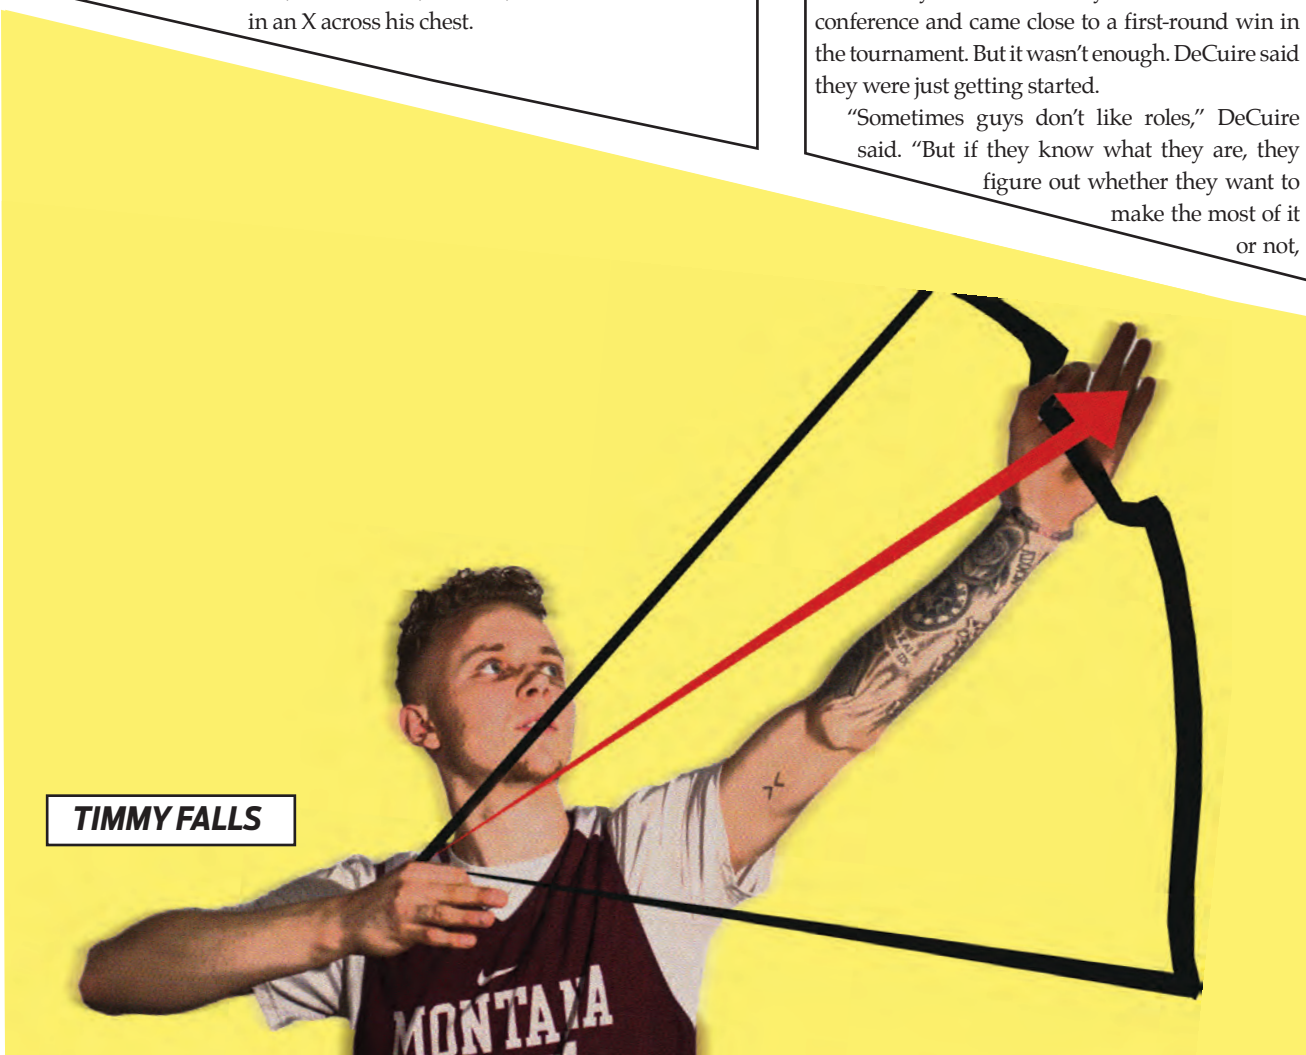 in an X across his chest.
conference and came close to a first-round win in
the tournament. But it wasn't enough. DeCuire said
they were just getting started.
"Sometimes guys don't like roles," DeCuire
said. "But if they know what they are, they
figure out whether they want to
make the most of it
or not,
TIMMY FALLS
MONTANA